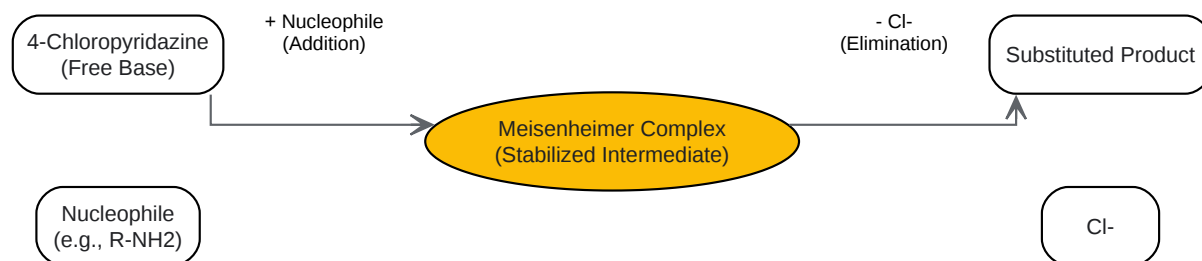 4-Chloropyridazine
(Free Base)
+ Nucleophile
(Addition)
- Cl-
(Elimination)
Substituted Product
Meisenheimer Complex
(Stabilized Intermediate)
Nucleophile
(e.g., R-NH2)
Cl-